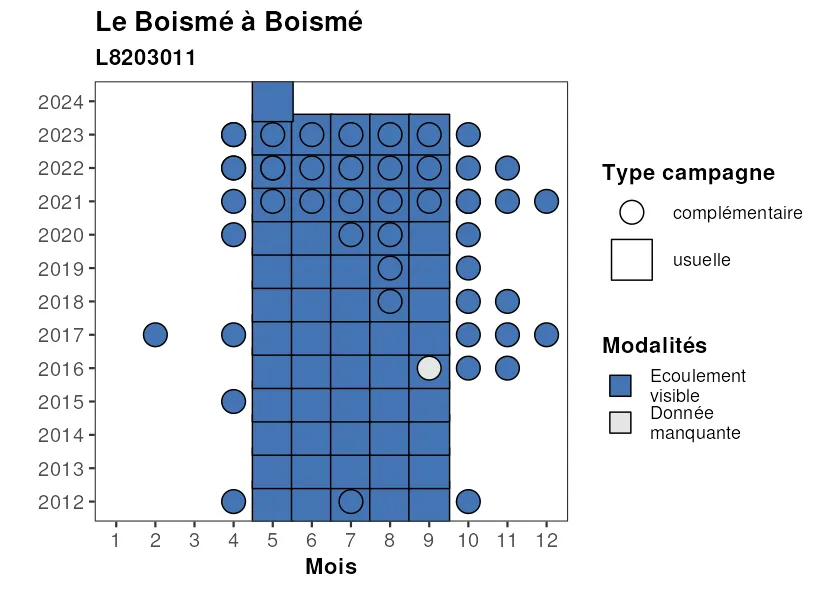 Le Boismé à Boismé
L8203011
2024
2023
2022
2021
2020
2019
2018
2017
2016
2015
2014
2013
2012
1 2 3 4 5 6 7 8 9 10 11 12
Mois
Type campagne
complémentaire
usuelle
Modalités
Ecoulement
visible
Donnée
manquante